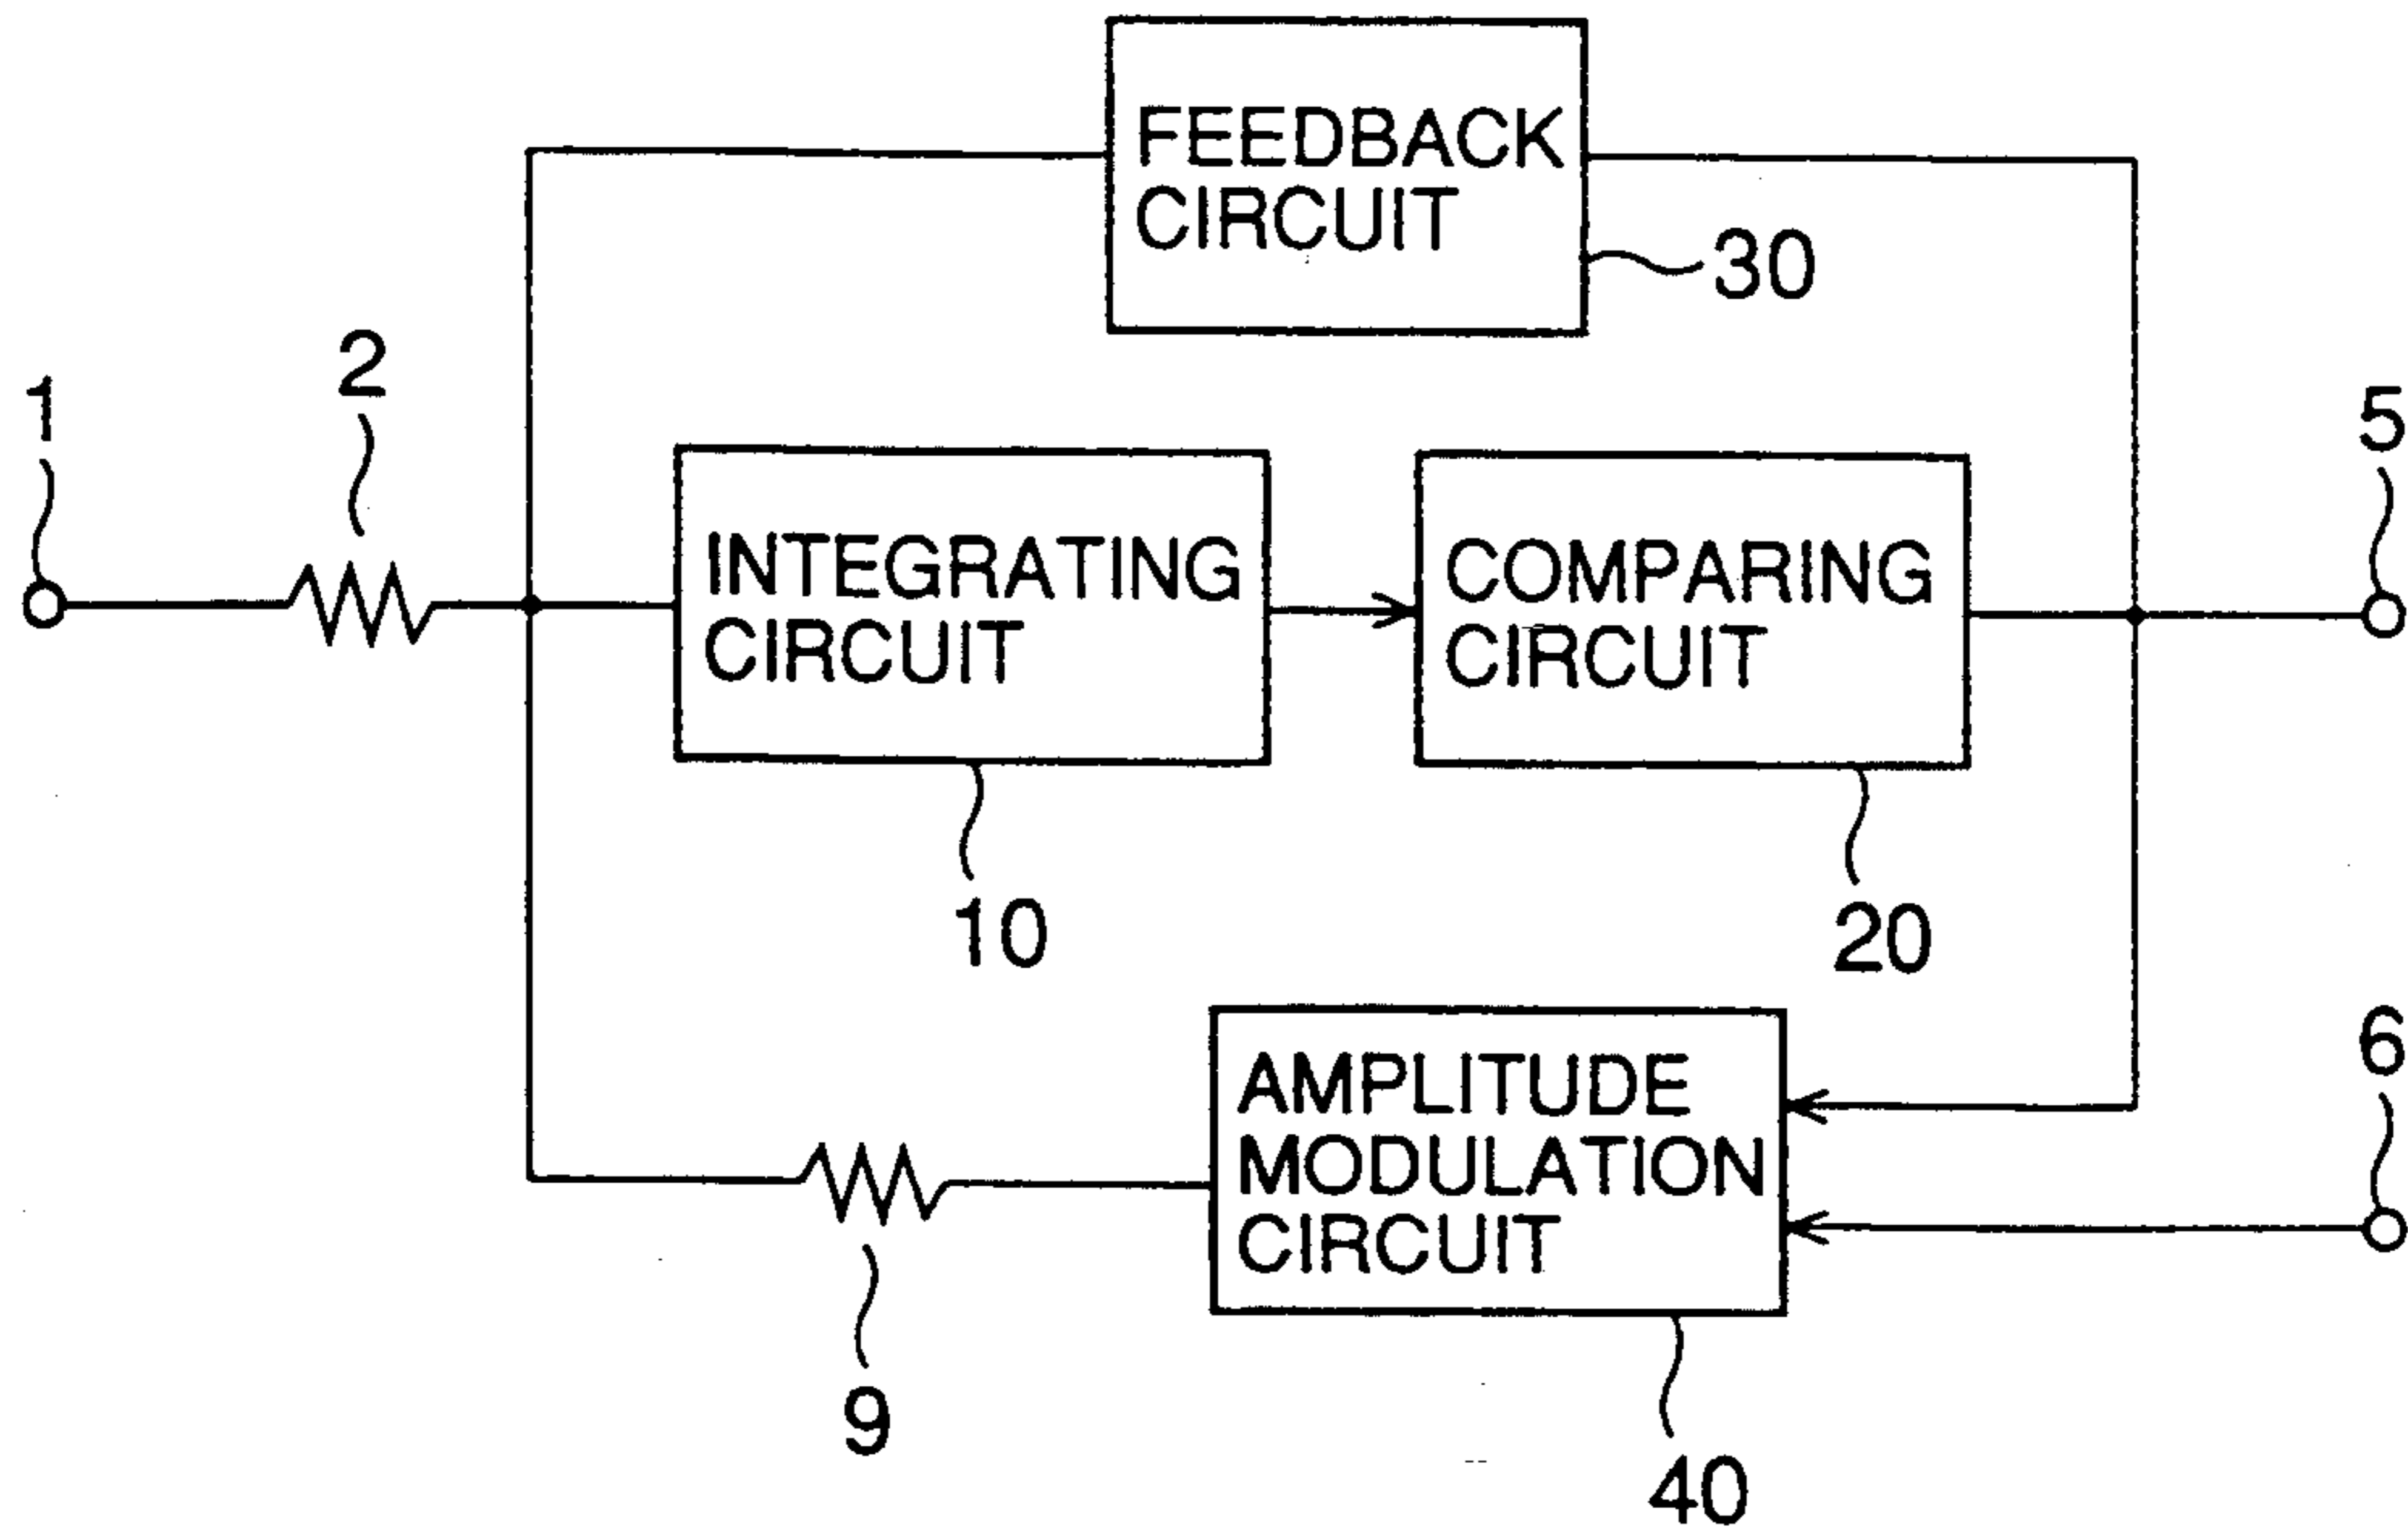 FEEDBACK
CIRCUIT
30
2
1
5
INTEGRATING
CIRCUIT
COMPARING
CIRCUIT
10
20
6
AMPLITUDE
MODULATION
CIRCUIT
9
40